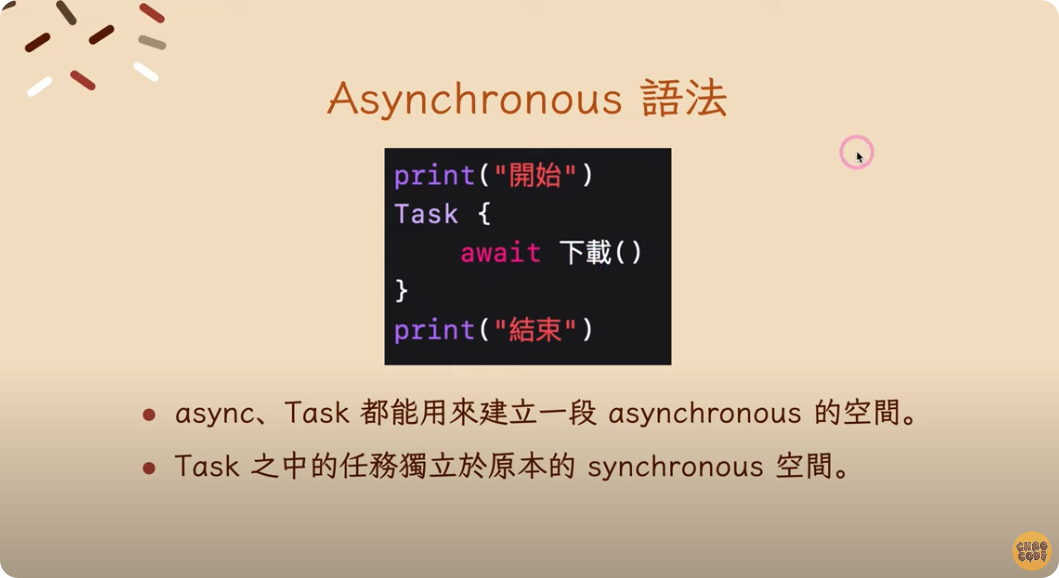 Asynchronous 語法
print("開始")
Task {
    await 下載()
}
print("結束")
async、Task 都能用來建立一段 asynchronous 的空間。
Task 之中的任務獨立於原本的 synchronous 空間。
CHAO
CODE